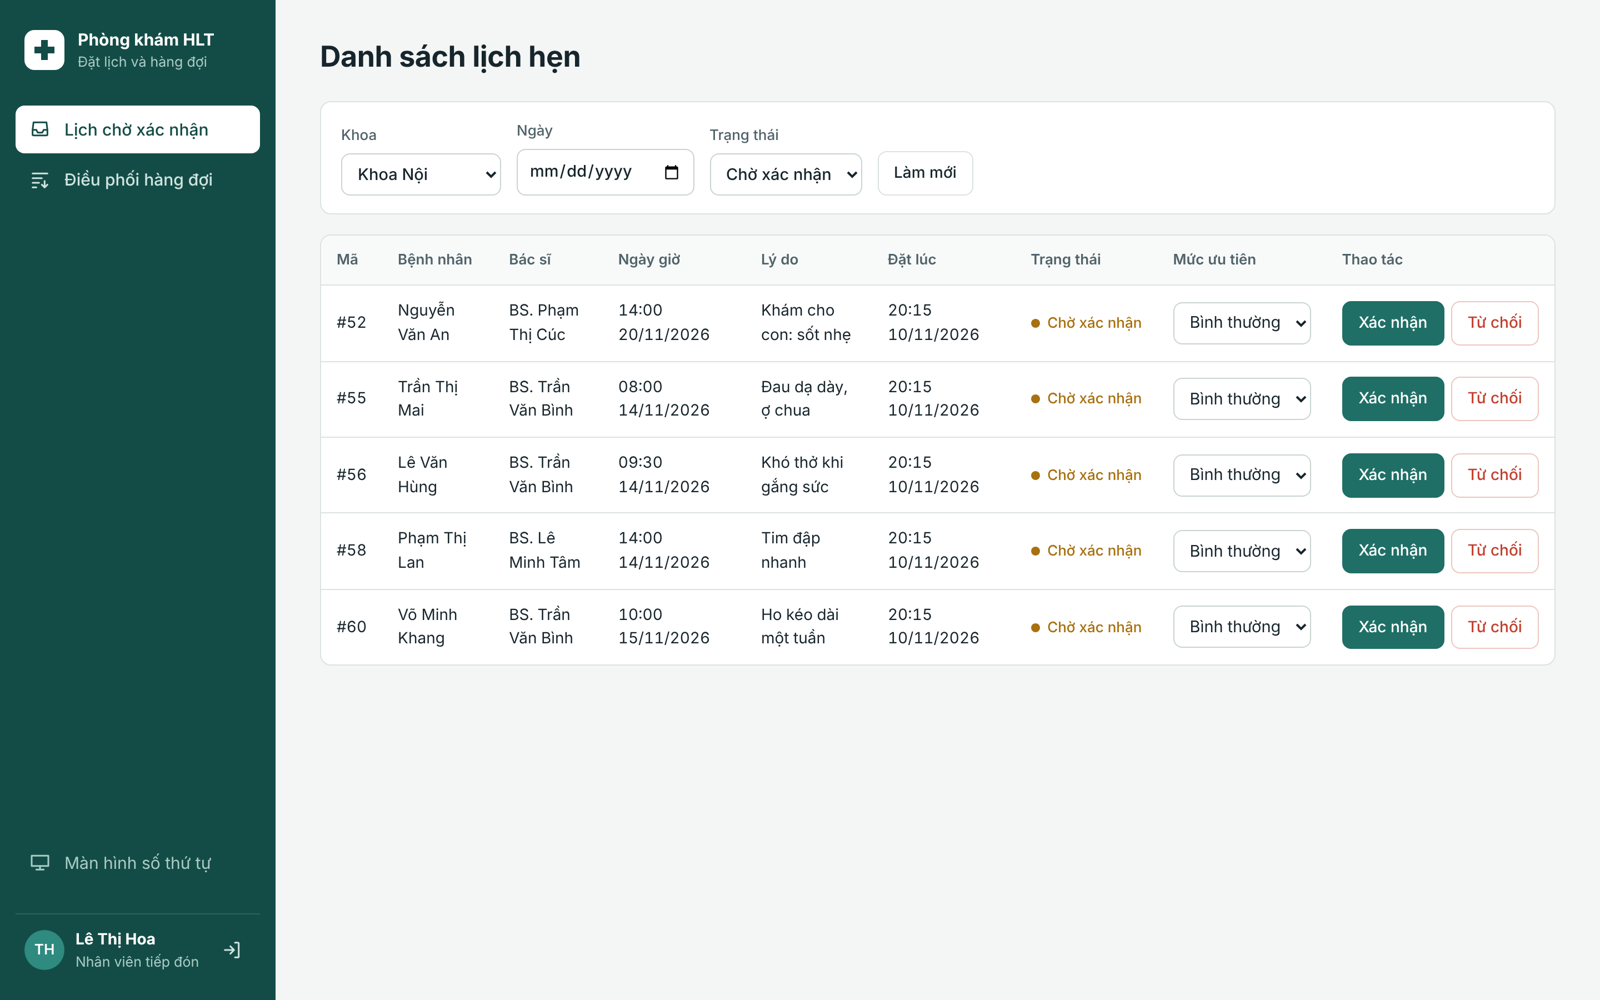 Phòng khám HLT
Đặt lịch và hàng đợi
Lịch chờ xác nhận
Điều phối hàng đợi
Màn hình số thứ tự
TH
Lê Thị Hoa
Nhân viên tiếp đón
Danh sách lịch hẹn
Khoa
Ngày
Trạng thái
Khoa Nội
mm/dd/yyyy
Chờ xác nhận
Làm mới
Mã Bệnh nhân Bác sĩ Ngày giờ Lý do Đặt lúc Trạng thái Mức ưu tiên Thao tác
#52 Nguyễn Văn An BS. Phạm Thị Cúc 14:00 20/11/2026 Khám cho con: sốt nhẹ 20:15 10/11/2026 Chờ xác nhận Bình thường Xác nhận Từ chối
#55 Trần Thị Mai BS. Trần Văn Bình 08:00 14/11/2026 Đau dạ dày, ợ chua 20:15 10/11/2026 Chờ xác nhận Bình thường Xác nhận Từ chối
#56 Lê Văn Hùng BS. Trần Văn Bình 09:30 14/11/2026 Khó thở khi gắng sức 20:15 10/11/2026 Chờ xác nhận Bình thường Xác nhận Từ chối
#58 Phạm Thị Lan BS. Lê Minh Tâm 14:00 14/11/2026 Tim đập nhanh 20:15 10/11/2026 Chờ xác nhận Bình thường Xác nhận Từ chối
#60 Võ Minh Khang BS. Trần Văn Bình 10:00 15/11/2026 Ho kéo dài một tuần 20:15 10/11/2026 Chờ xác nhận Bình thường Xác nhận Từ chối